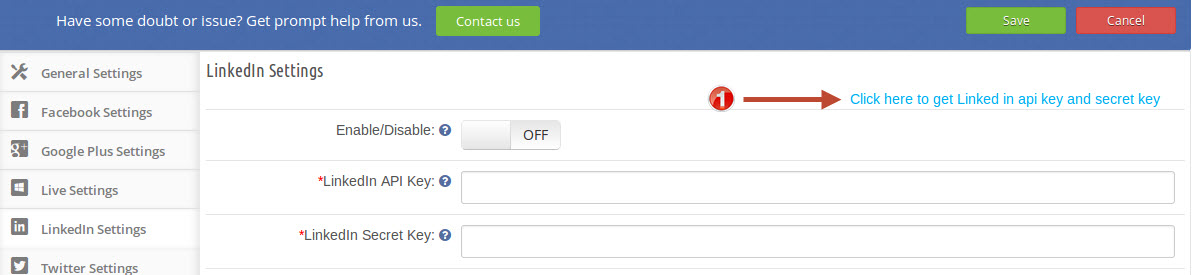 Have some doubt or issue? Get prompt help from us. Contact us Save Cancel
General Settings
Facebook Settings
Google Plus Settings
Live Settings
LinkedIn Settings
Twitter Settings
LinkedIn Settings
1 Click here to get Linked in api key and secret key
Enable/Disable: ? OFF
*LinkedIn API Key: ?
*LinkedIn Secret Key: ?